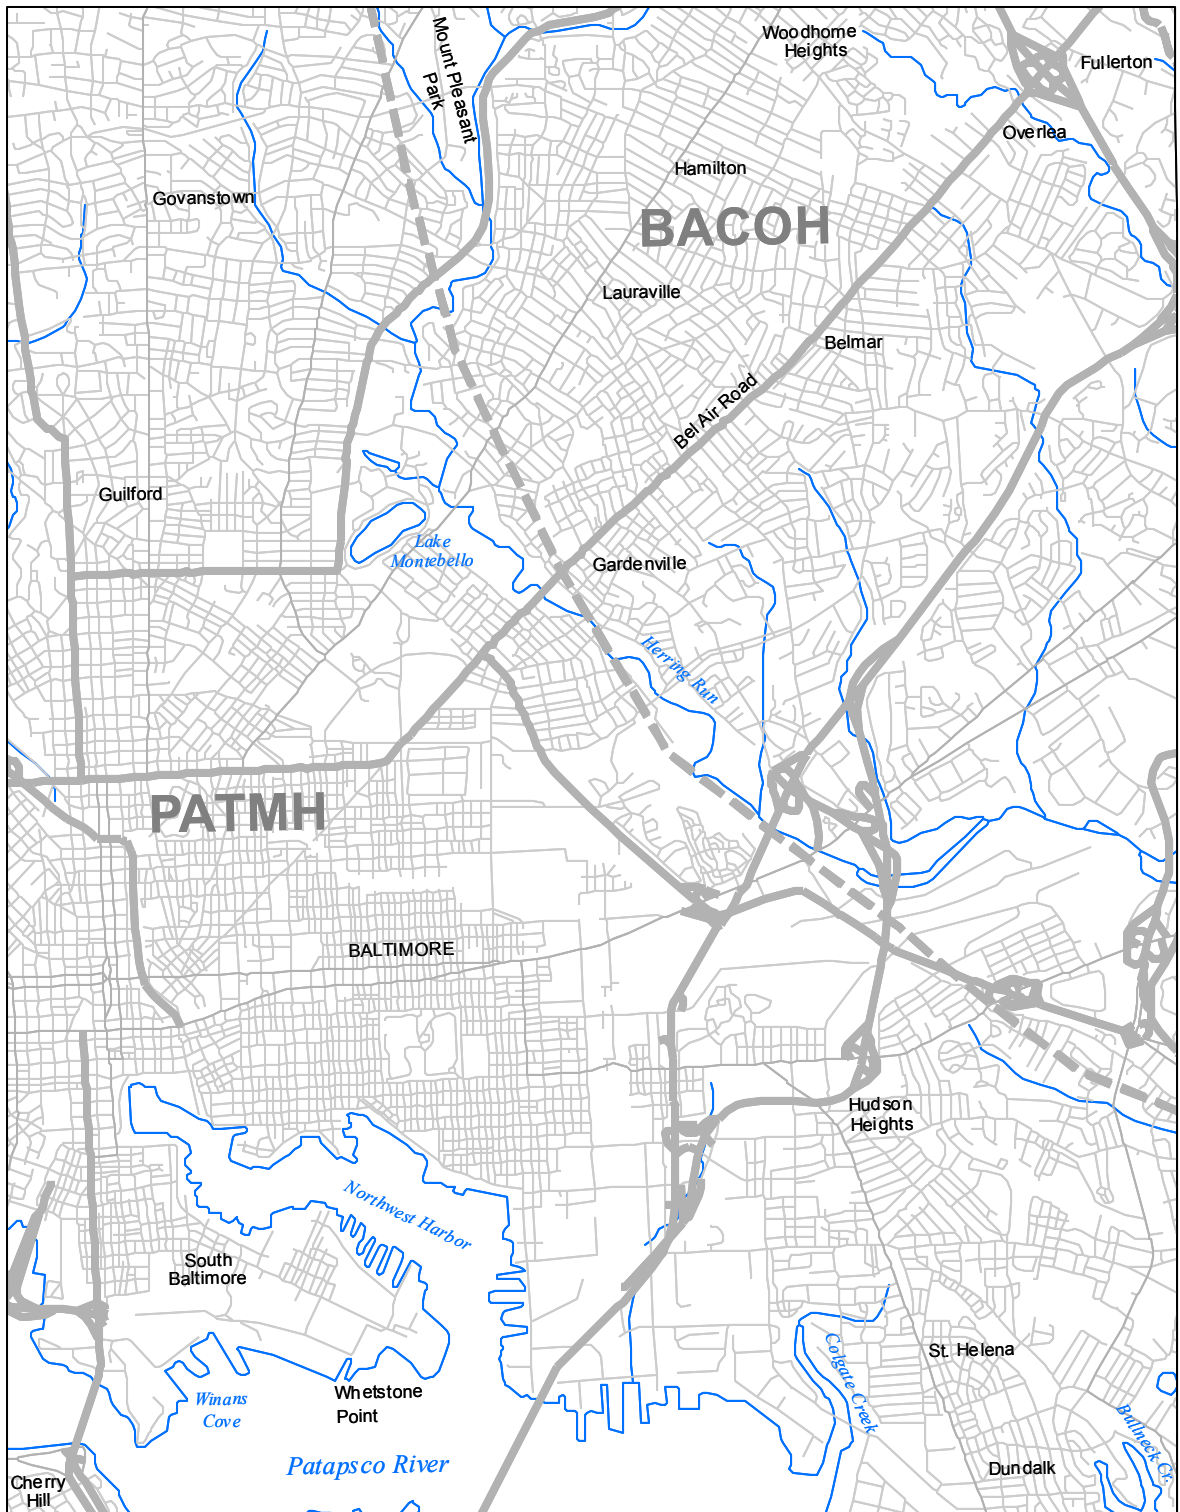 Woodhome
Heights
Fullerton
Mount Pleasant
Park
Overlea
Hamilton
Govanstown
BACOH
Lauraville
Belmar
Bel Air Road
Guilford
Lake
Montebello
Gardenville
Herring Run
PATMH
BALTIMORE
Hudson
Heights
Northwest Harbor
South
Baltimore
St. Helena
Colgate Creek
Whetstone
Point
Winans
Cove
Bullneck Cr.
Patapsco River
Dundalk
Cherry
Hill